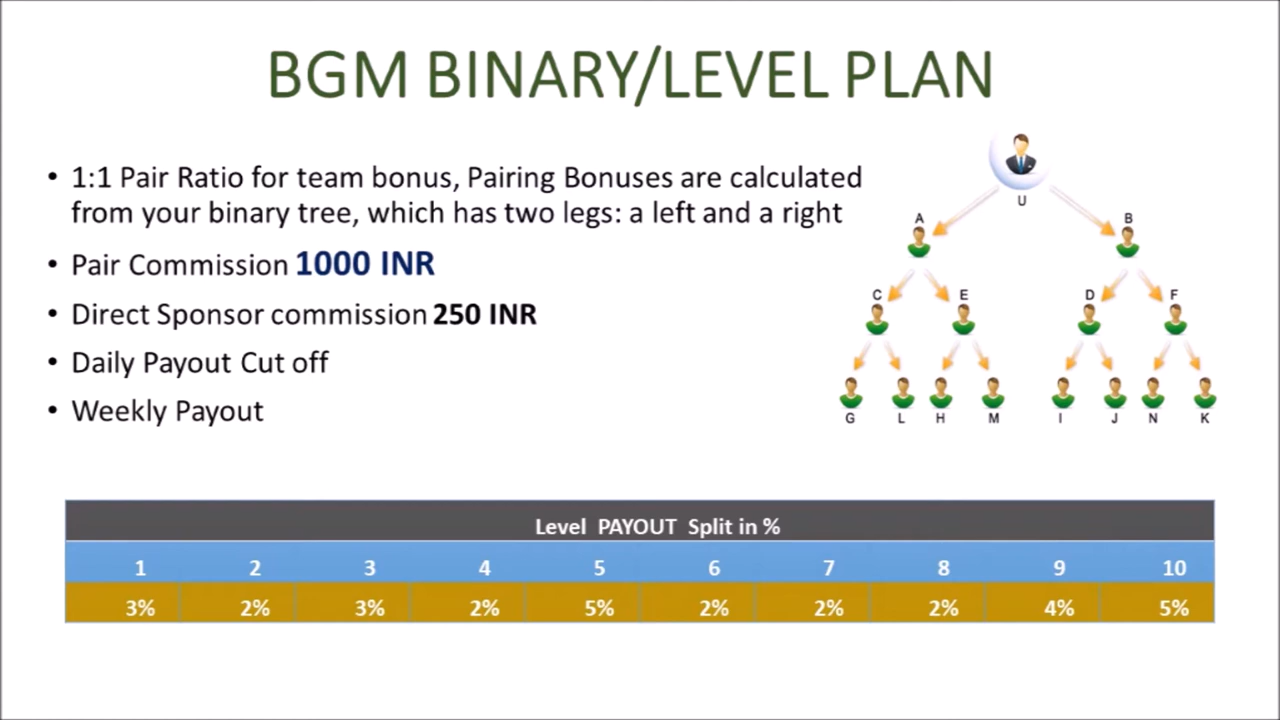 BGM BINARY/LEVEL PLAN
• 1:1 Pair Ratio for team bonus, Pairing Bonuses are calculated
from your binary tree, which has two legs: a left and a right
• Pair Commission 1000 INR
• Direct Sponsor commission 250 INR
• Daily Payout Cut off
• Weekly Payout
U
A B
C E D F
G L H M I J N K
Level PAYOUT Split in %
1 2 3 4 5 6 7 8 9 10
3% 2% 3% 2% 5% 2% 2% 2% 4% 5%